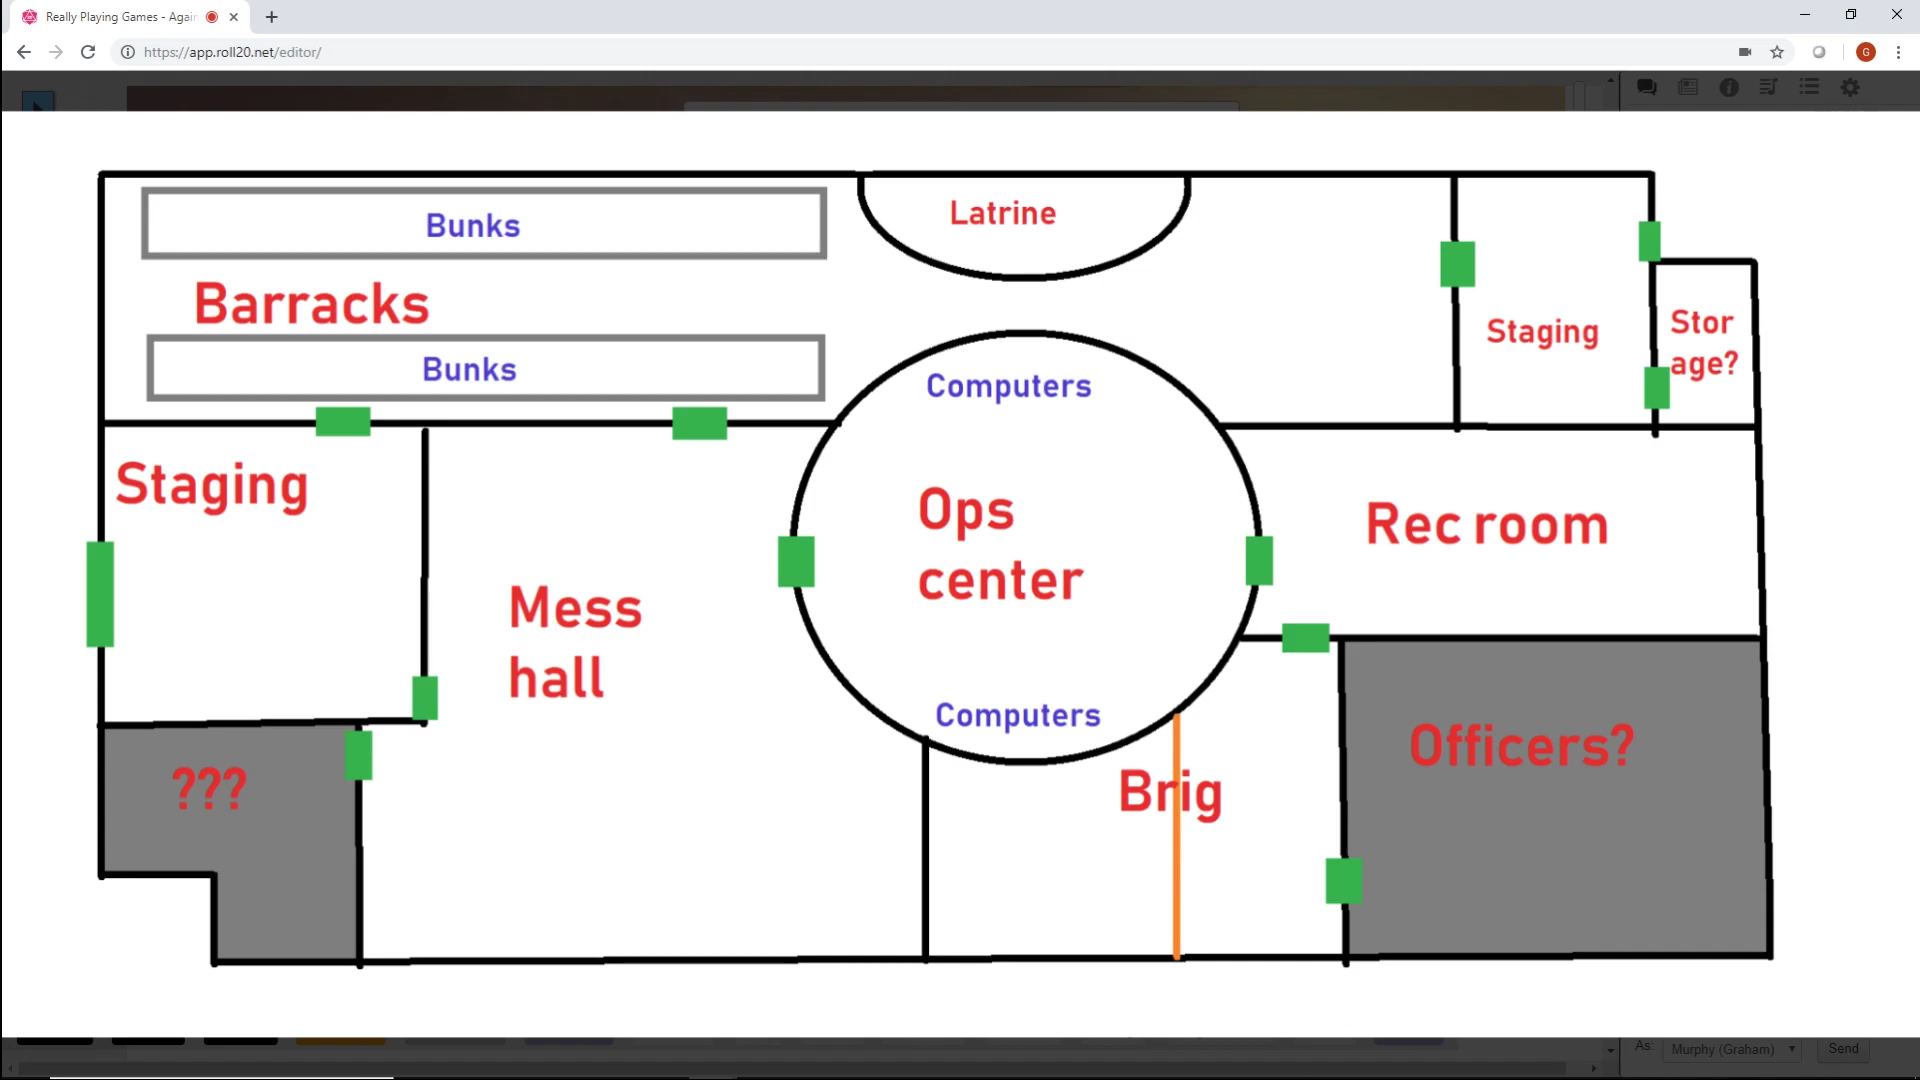 Really Playing Games - Again
https://app.roll20.net/editor/
G
Latrine
Bunks
Barracks
Stor
age?
Staging
Bunks
Computers
Staging
Ops
center
Rec room
Mess
hall
Computers
Officers?
???
Brig
As:
Murphy (Graham)
Send